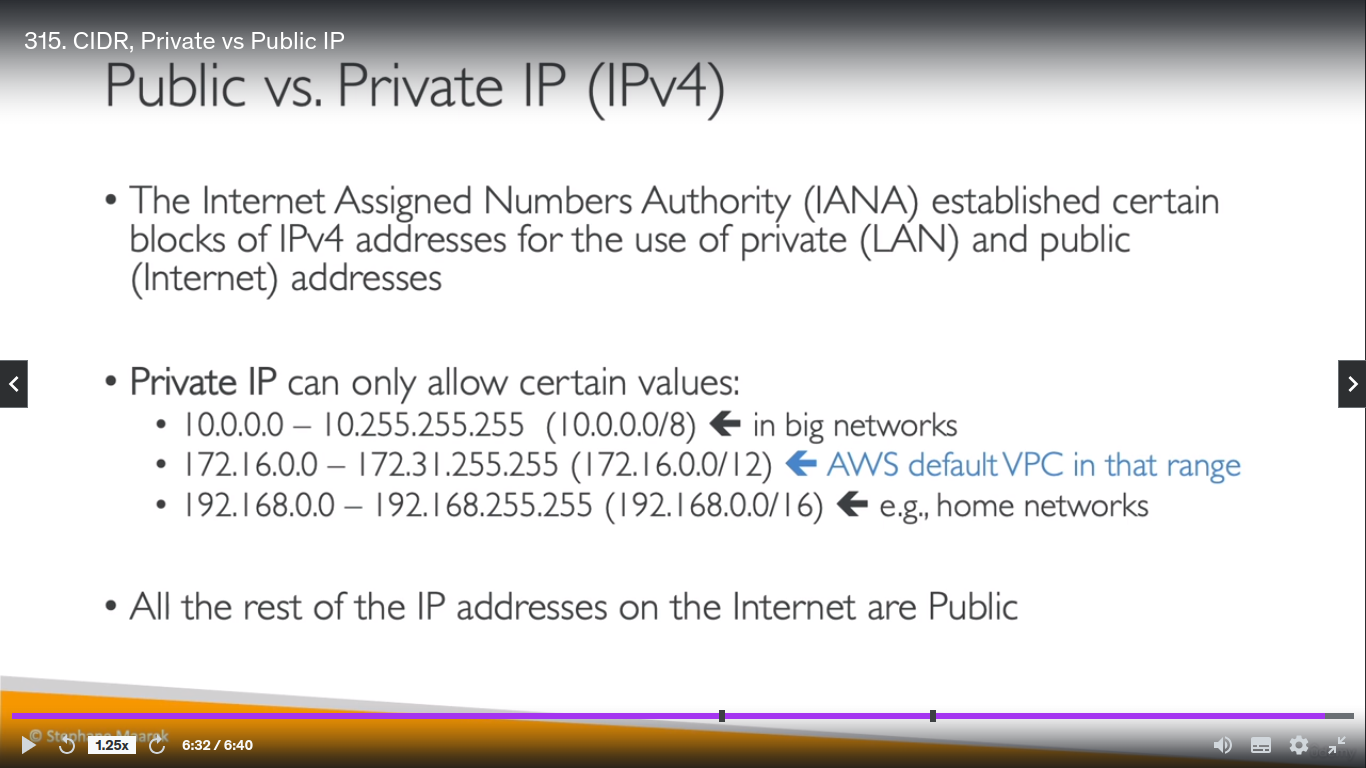 315. CIDR, Private vs Public IP
Public vs. Private IP (IPv4)
• The Internet Assigned Numbers Authority (IANA) established certain
blocks of IPv4 addresses for the use of private (LAN) and public
(Internet) addresses
• Private IP can only allow certain values:
• 10.0.0.0 – 10.255.255.255 (10.0.0.0/8) 🡸 in big networks
• 172.16.0.0 – 172.31.255.255 (172.16.0.0/12) 🡸 AWS default VPC in that range
• 192.168.0.0 – 192.168.255.255 (192.168.0.0/16) 🡸 e.g., home networks
• All the rest of the IP addresses on the Internet are Public
© Stephane Maarek
1.25x 6:32 / 6:40